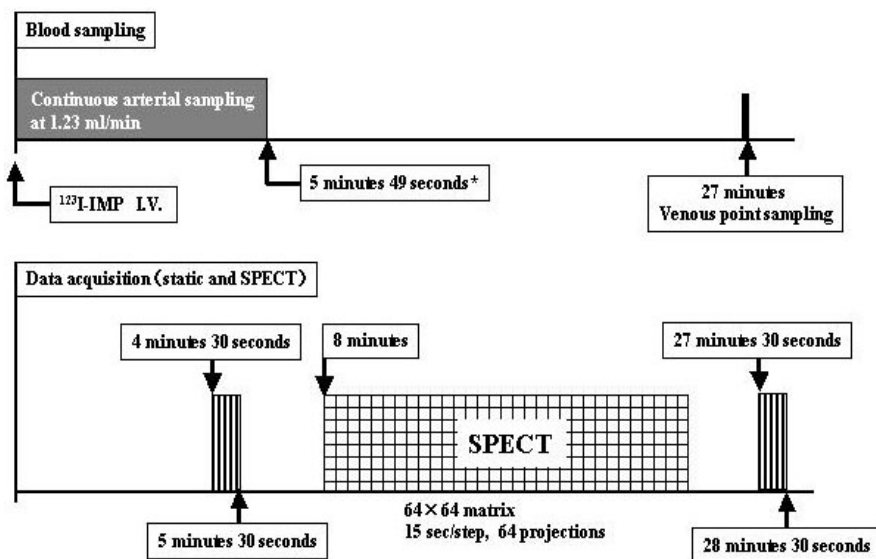 Blood sampling
Continuous arterial sampling
at 1.23 ml/min
5 minutes 49 seconds*
¹²³I-IMP I.V.
27 minutes
Venous point sampling
Data acquisition (static and SPECT)
4 minutes 30 seconds
8 minutes
27 minutes 30 seconds
SPECT
64×64 matrix
15 sec/step, 64 projections
5 minutes 30 seconds
28 minutes 30 seconds